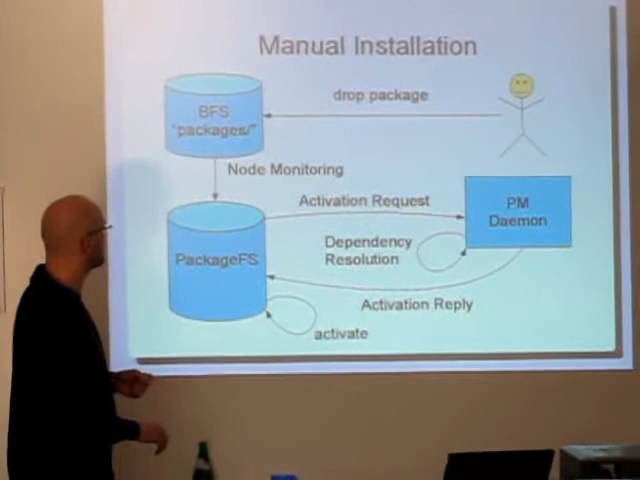 Manual Installation
drop package
BFS
"packages/"
Node Monitoring
Activation Request
PM
Daemon
Dependency
Resolution
PackageFS
Activation Reply
activate